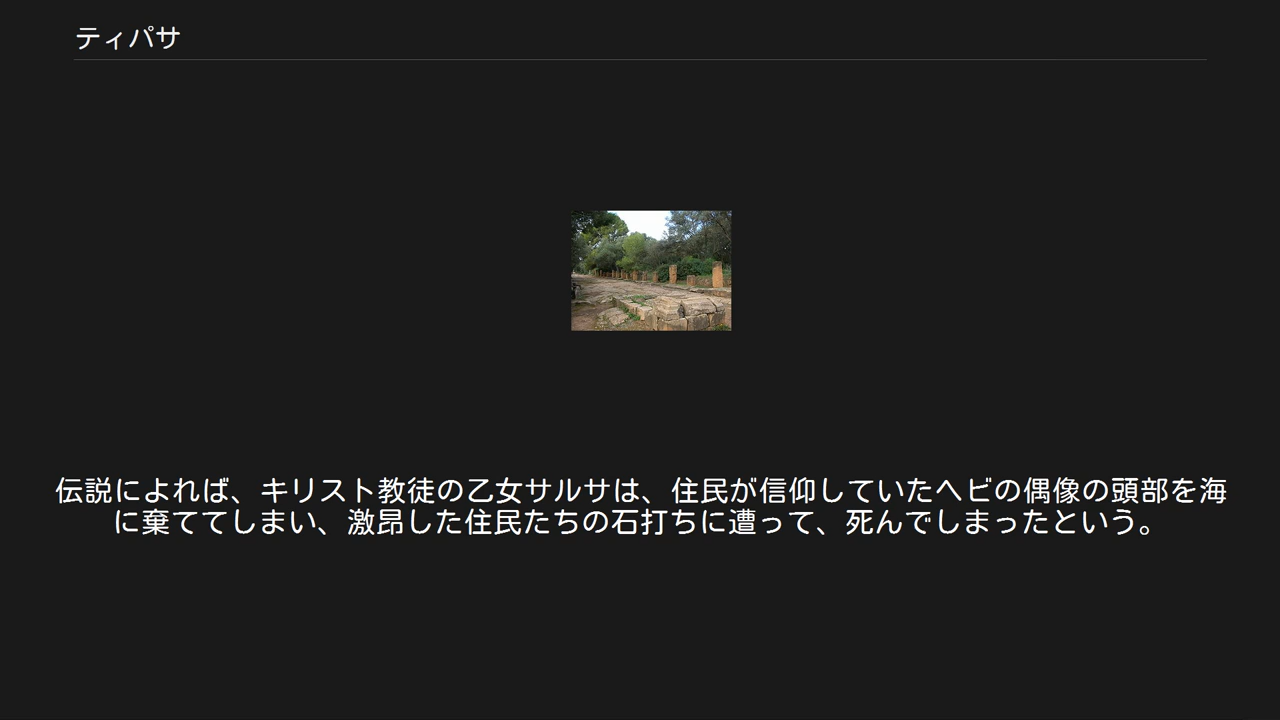 ティパサ
伝説によれば、キリスト教徒の乙女サルサは、住民が信仰していたヘビの偶像の頭部を海
に棄ててしまい、激昂した住民たちの石打ちに遭って、死んでしまったという。